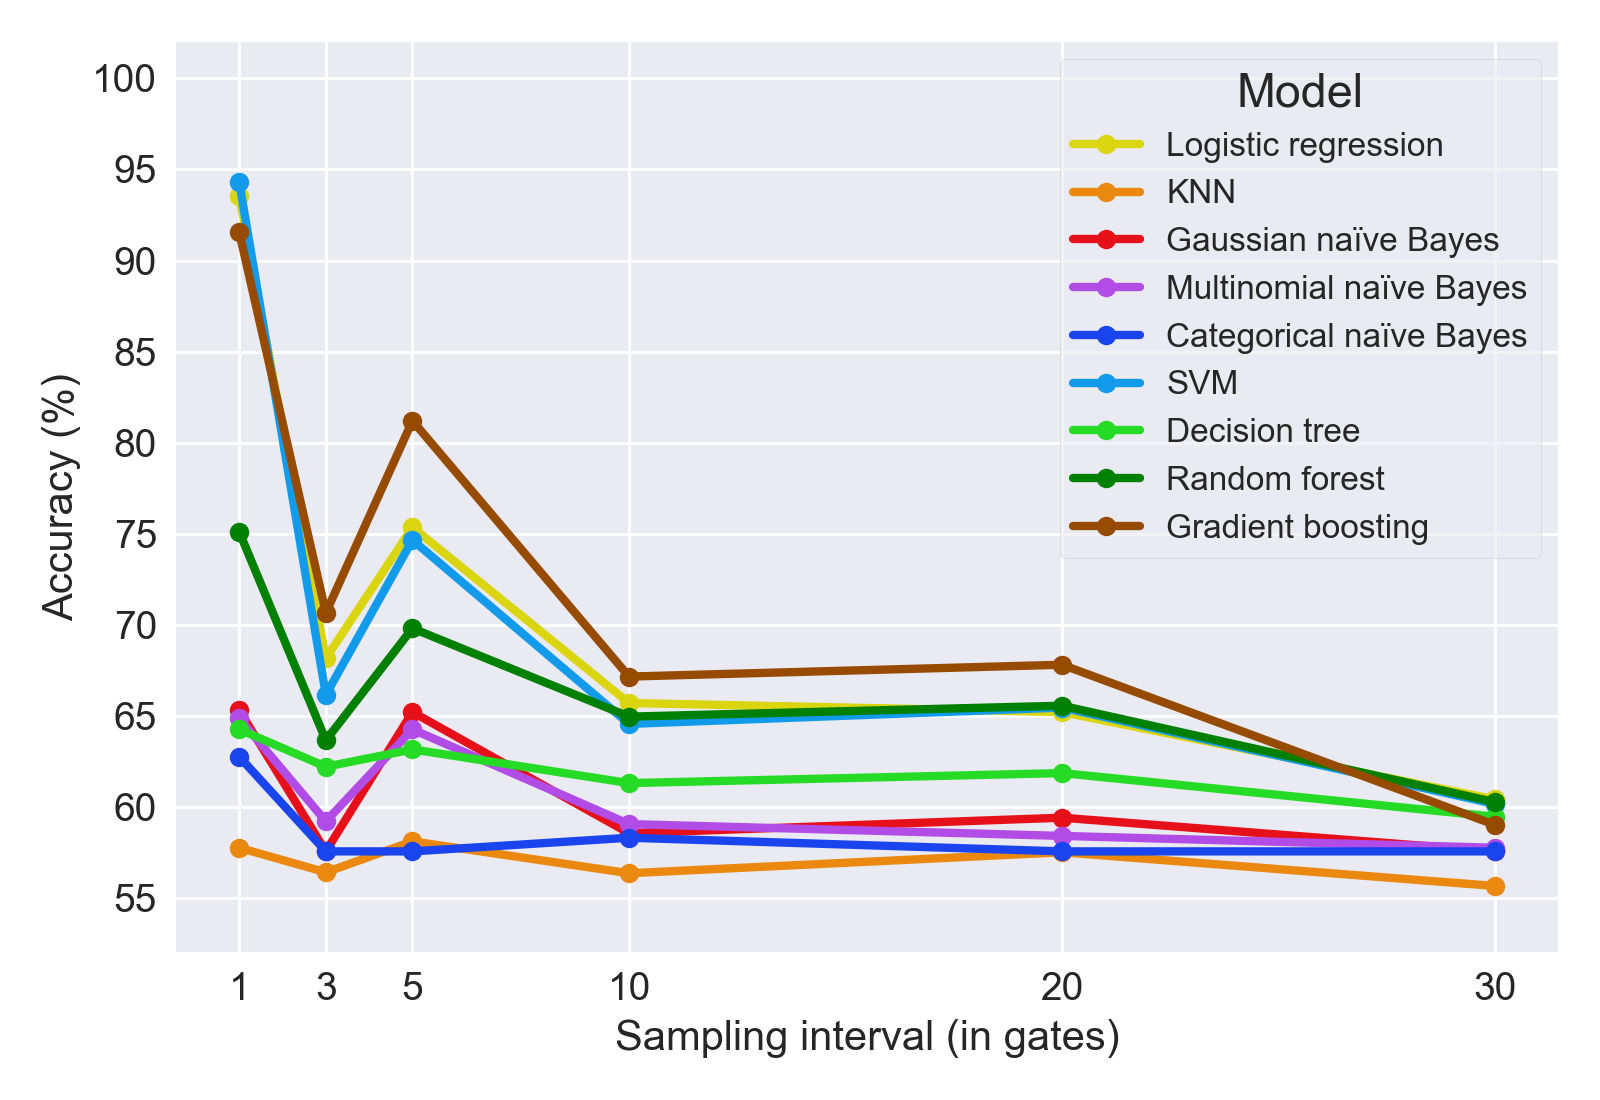 100
95
90
85
80
75
70
65
60
55
Accuracy (%)
1 3 5 10 20 30
Sampling interval (in gates)
Model
Logistic regression
KNN
Gaussian naïve Bayes
Multinomial naïve Bayes
Categorical naïve Bayes
SVM
Decision tree
Random forest
Gradient boosting